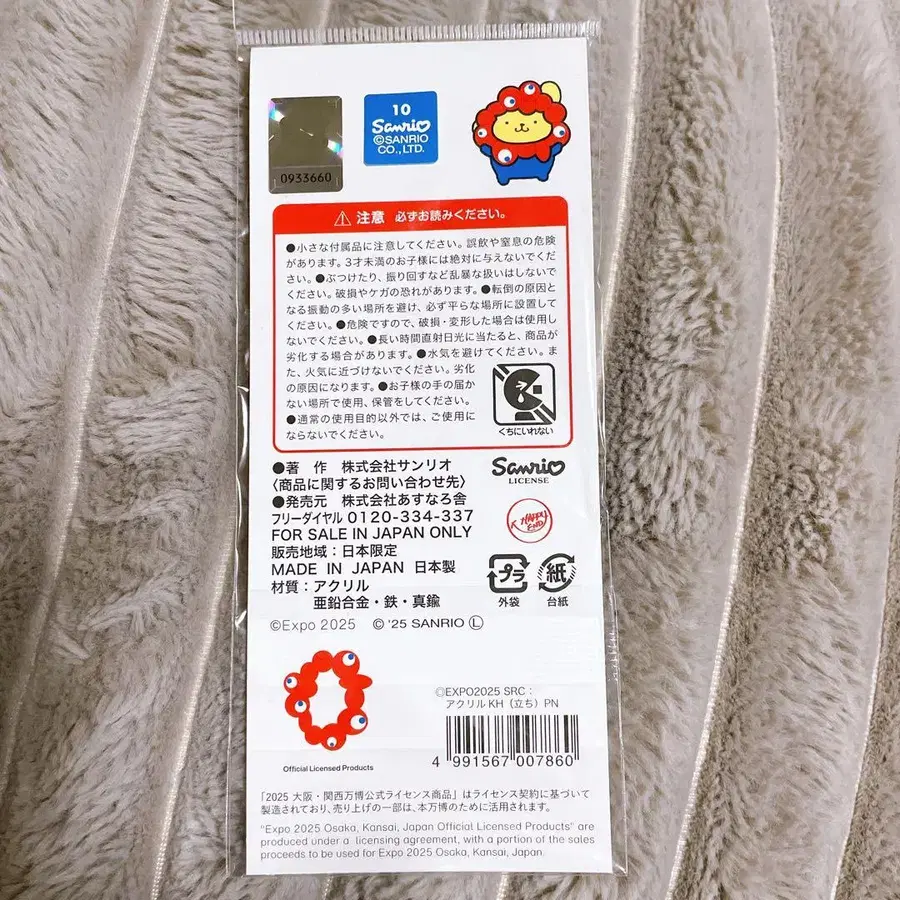 0933660
10
Sanrio
©SANRIO
CO., LTD.
⚠ 注意 必ずお読みください。
●小さな付属品に注意してください。誤飲や窒息の危険
があります。3才未満のお子様には絶対に与えないでくだ
さい。●ぶつけたり、振り回すなど乱暴な扱いはしないで
ください。破損やケガの恐れがあります。●転倒の原因と
なる振動の多い場所を避け、必ず平らな場所に設置して
ください。●危険ですので、破損・変形した場合は使用し
ないでください。●長い時間直射日光に当たると、商品が
劣化する場合があります。●水気を避けてください。ま
た、火気に近づけないでください。劣化
の原因になります。●お子様の手の届か
ない場所で使用、保管をしてください。
●通常の使用目的以外では、ご使用に
ならないでください。
くちにいれない
●著 作 株式会社サンリオ
〈商品に関するお問い合わせ先〉
●発売元 株式会社あすなろ舎
フリーダイヤル 0120-334-337
FOR SALE IN JAPAN ONLY
販売地域:日本限定
MADE IN JAPAN 日本製
材質:アクリル
亜鉛合金・鉄・真鍮
Sanrio
LICENSE
HAPPY
END
プラ
外袋
紙
台紙
©Expo 2025 © '25 SANRIO Ⓛ
Official Licensed Products
©EXPO2025 SRC:
アクリル KH(立ち)PN
4 991567 007860
「2025 大阪・関西万博公式ライセンス商品」はライセンス契約に基づいて
製造されており、売り上げの一部は、本万博のために活用されます。
"Expo 2025 Osaka, Kansai, Japan Official Licensed Products" are
produced under a licensing agreement, with a portion of the sales
proceeds to be used for Expo 2025 Osaka, Kansai, Japan.